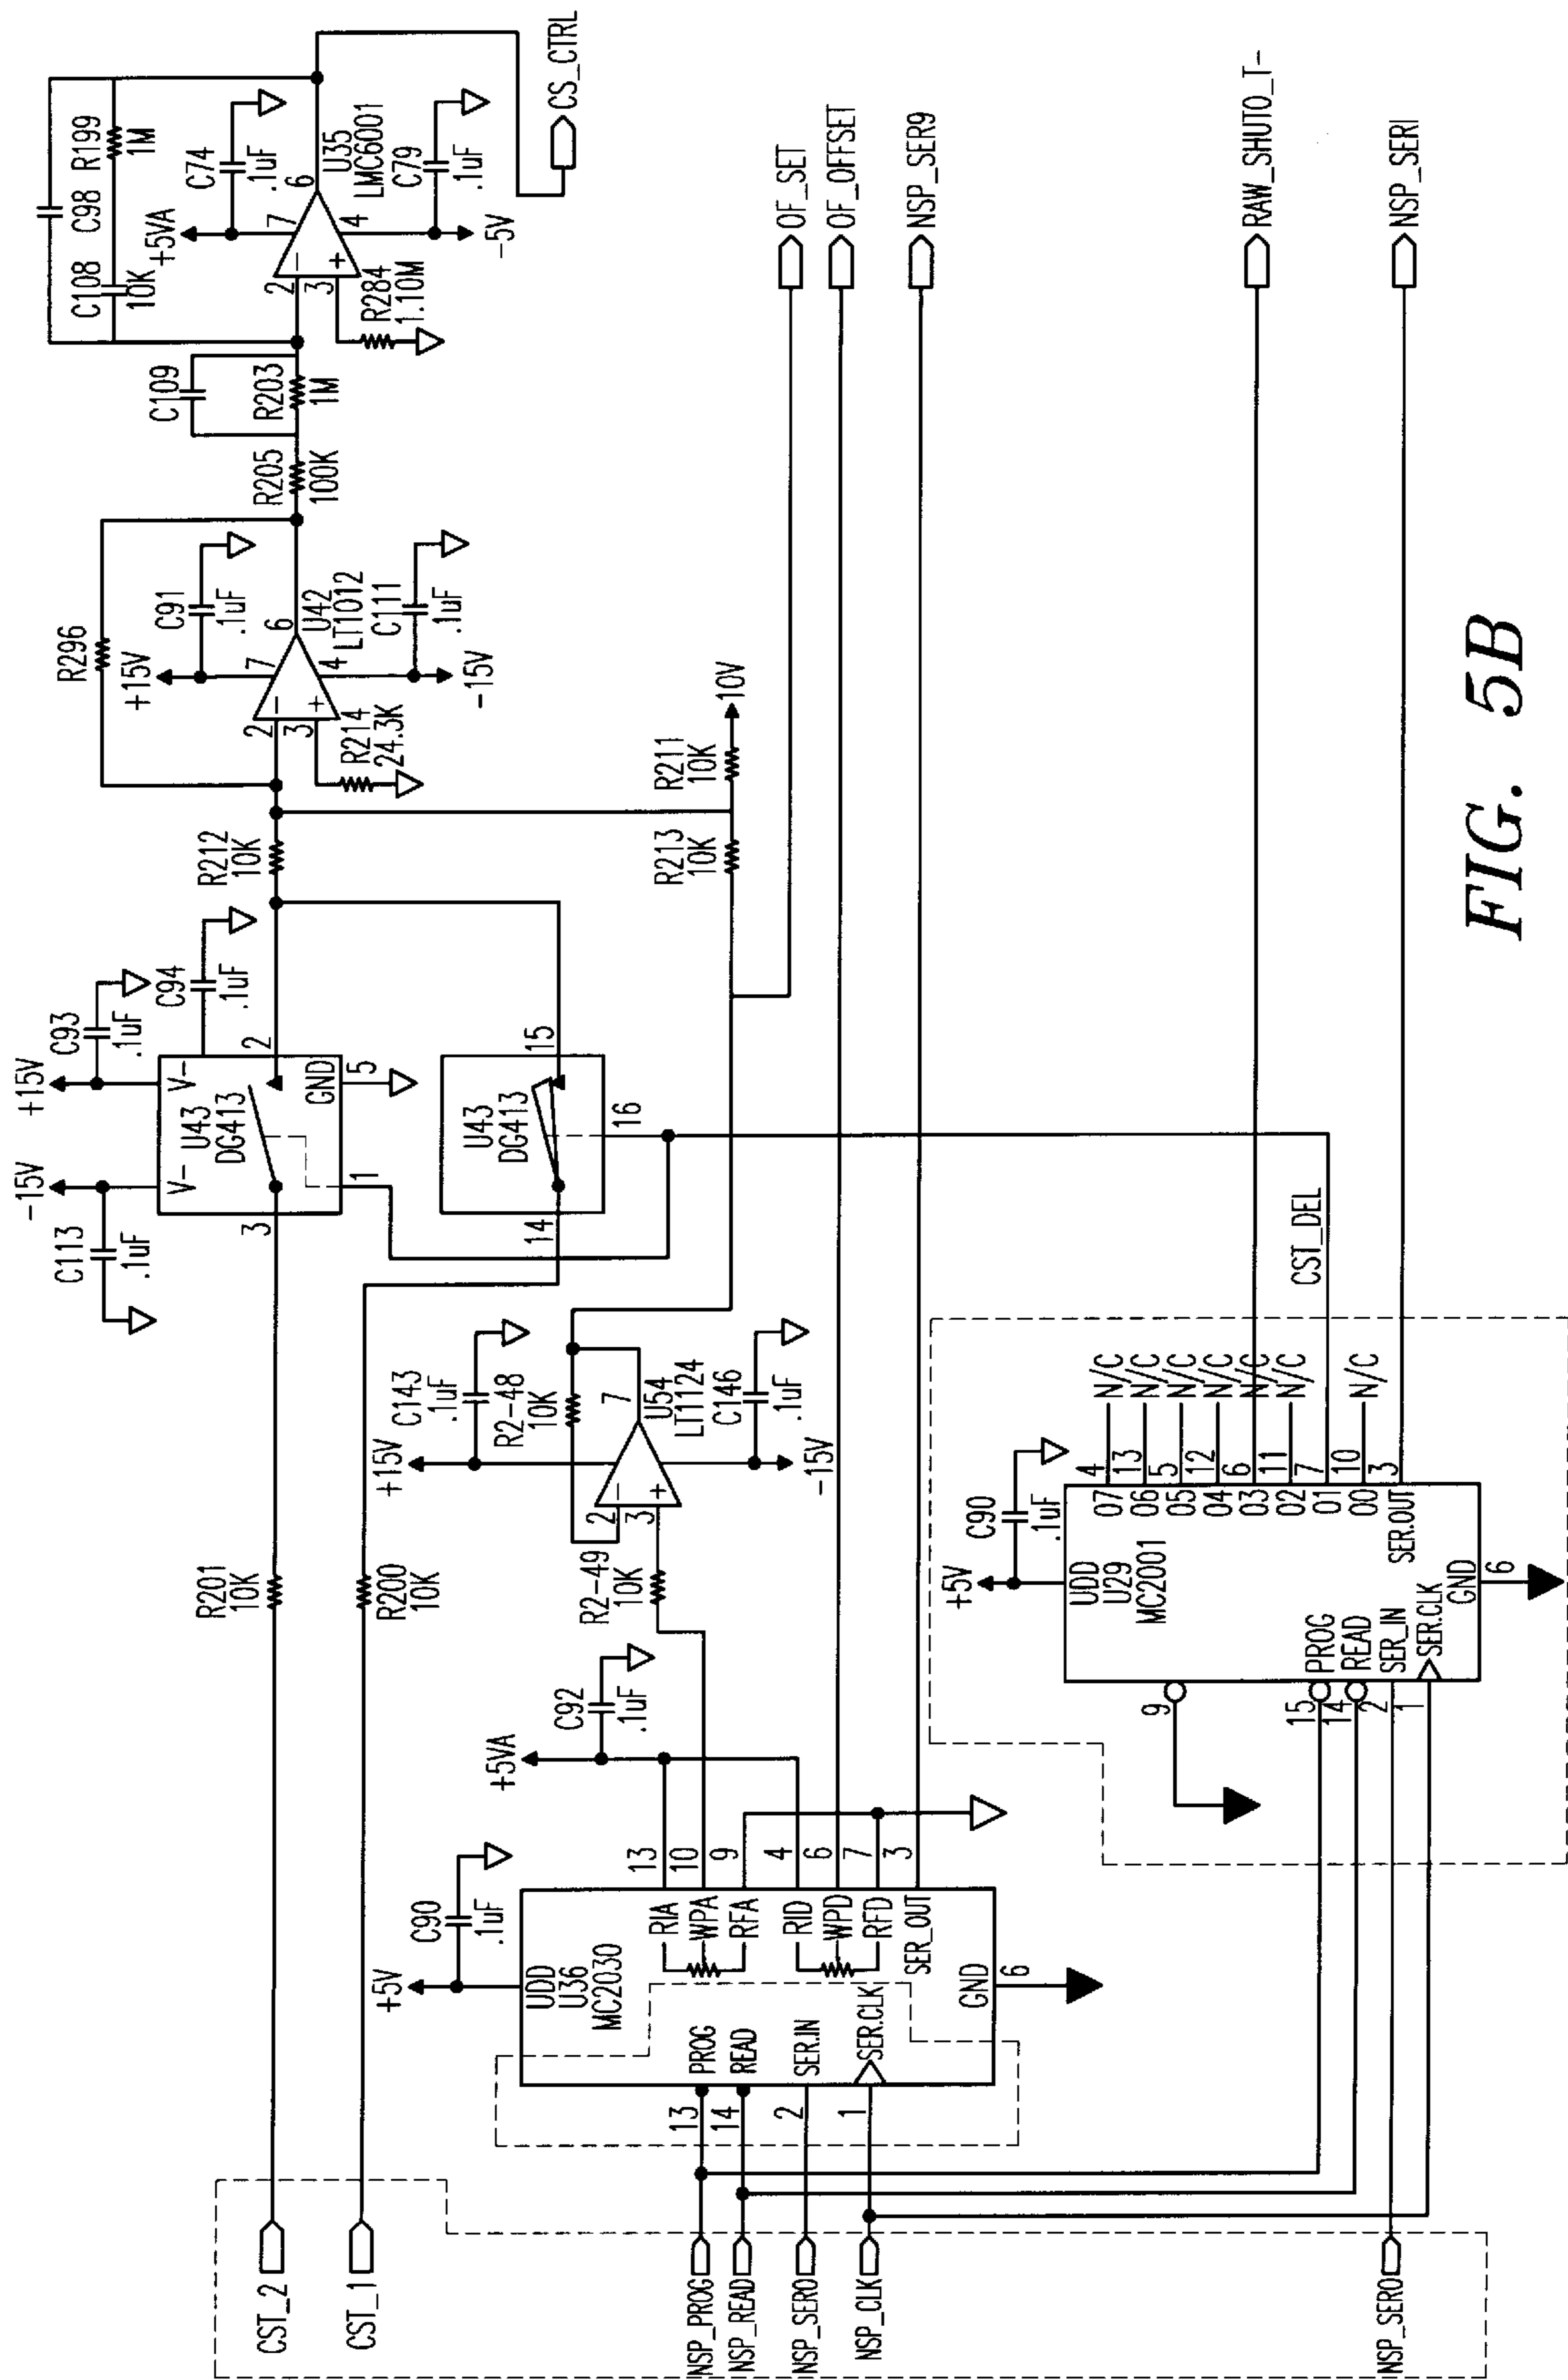 CST_2
CST_1
NSP_PROG
NSP_READ
NSP_SERO
NSP_CLK
NSP_SERO
R201
10K
R200
10K
-15V
C113
.1uF
+15V
C93
.1uF
C94
.1uF
V-
V-
U43
DG413
GND
3
2
1
5
U43
DG413
14
15
16
R212
10K
R296
+15V
C91
.1uF
2
3
7
6
4
U42
LT1012
C111
.1uF
-15V
R214
24.3K
R205
100K
C109
R203
1M
C108
10K
C98
R199
1M
+5VA
C74
.1uF
2
3
7
6
4
U35
LMC6001
C79
.1uF
-5V
R284
1.10M
CS_CTRL
R213
10K
R211
10K
10V
+15V
C143
.1uF
R2-48
10K
2
3
7
U54
LT1124
C146
.1uF
-15V
R2-49
10K
+5VA
C92
.1uF
+5V
C90
.1uF
UDD
U36
MC2030
PROG
READ
SER.IN
SER.CLK
13
14
2
1
RIA
WPA
RFA
RID
WPD
RFD
SER_OUT
GND
13
10
9
4
6
7
3
6
OF_SET
OF_OFFSET
NSP_SER9
+5V
C90
.1uF
UDD
U29
MC2001
PROG
READ
SER_IN
SER.CLK
GND
9
15
14
2
1
6
O7
O6
O5
O4
O3
O2
O1
O0
SER.OUT
4
13
5
12
6
11
7
10
3
N/C
N/C
N/C
N/C
N/C
N/C
N/C
CST_DEL
RAW_SHUTO_T-
NSP_SERI
FIG. 5B